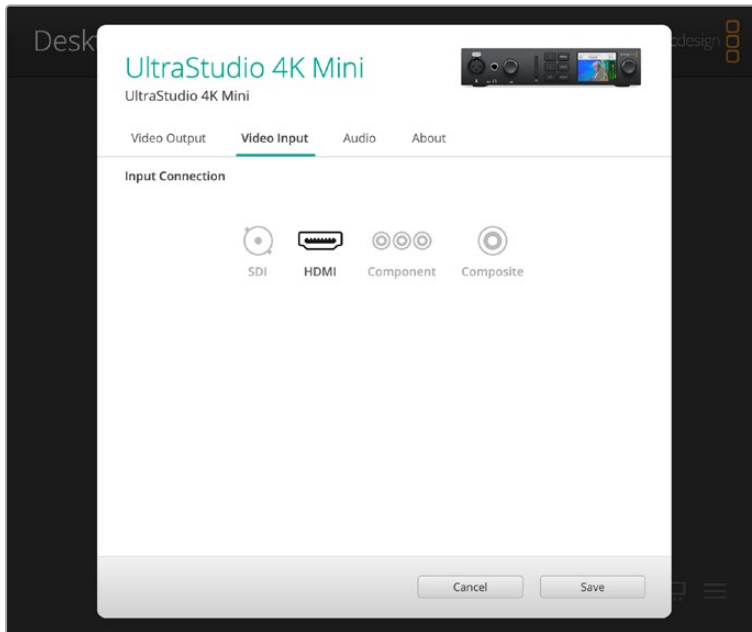 Desk
cdesign
UltraStudio 4K Mini
UltraStudio 4K Mini
Video Output Video Input Audio About
Input Connection
SDI HDMI Component Composite
Cancel Save